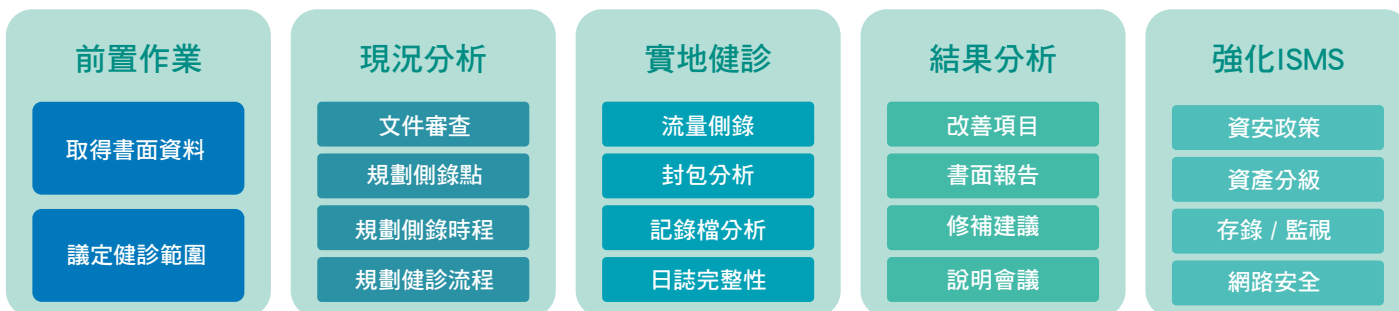 前置作業
取得書面資料
議定健診範圍
現況分析
文件審查
規劃側錄點
規劃側錄時程
規劃健診流程
實地健診
流量側錄
封包分析
記錄檔分析
日誌完整性
結果分析
改善項目
書面報告
修補建議
說明會議
強化ISMS
資安政策
資產分級
存錄 / 監視
網路安全